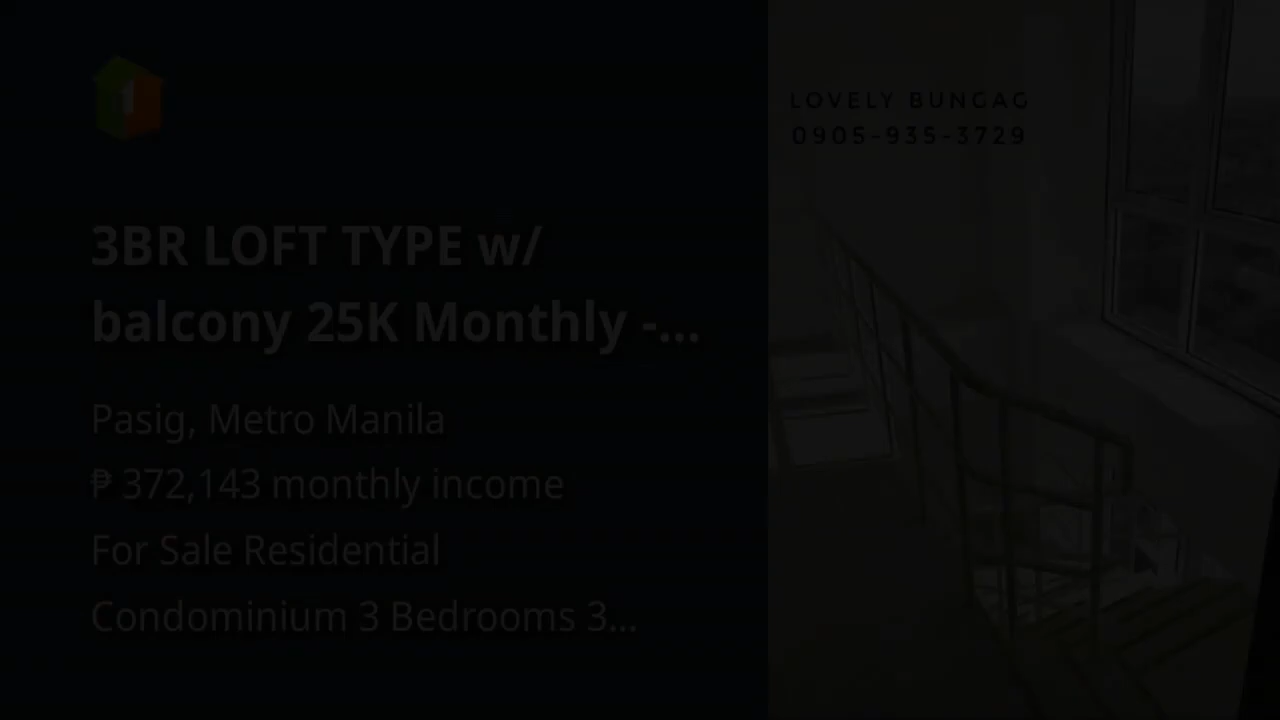 LOVELY BUNGAG
0905-935-3729
3BR LOFT TYPE w/
balcony 25K Monthly -...
Pasig, Metro Manila
₱ 372,143 monthly income
For Sale Residential
Condominium 3 Bedrooms 3...